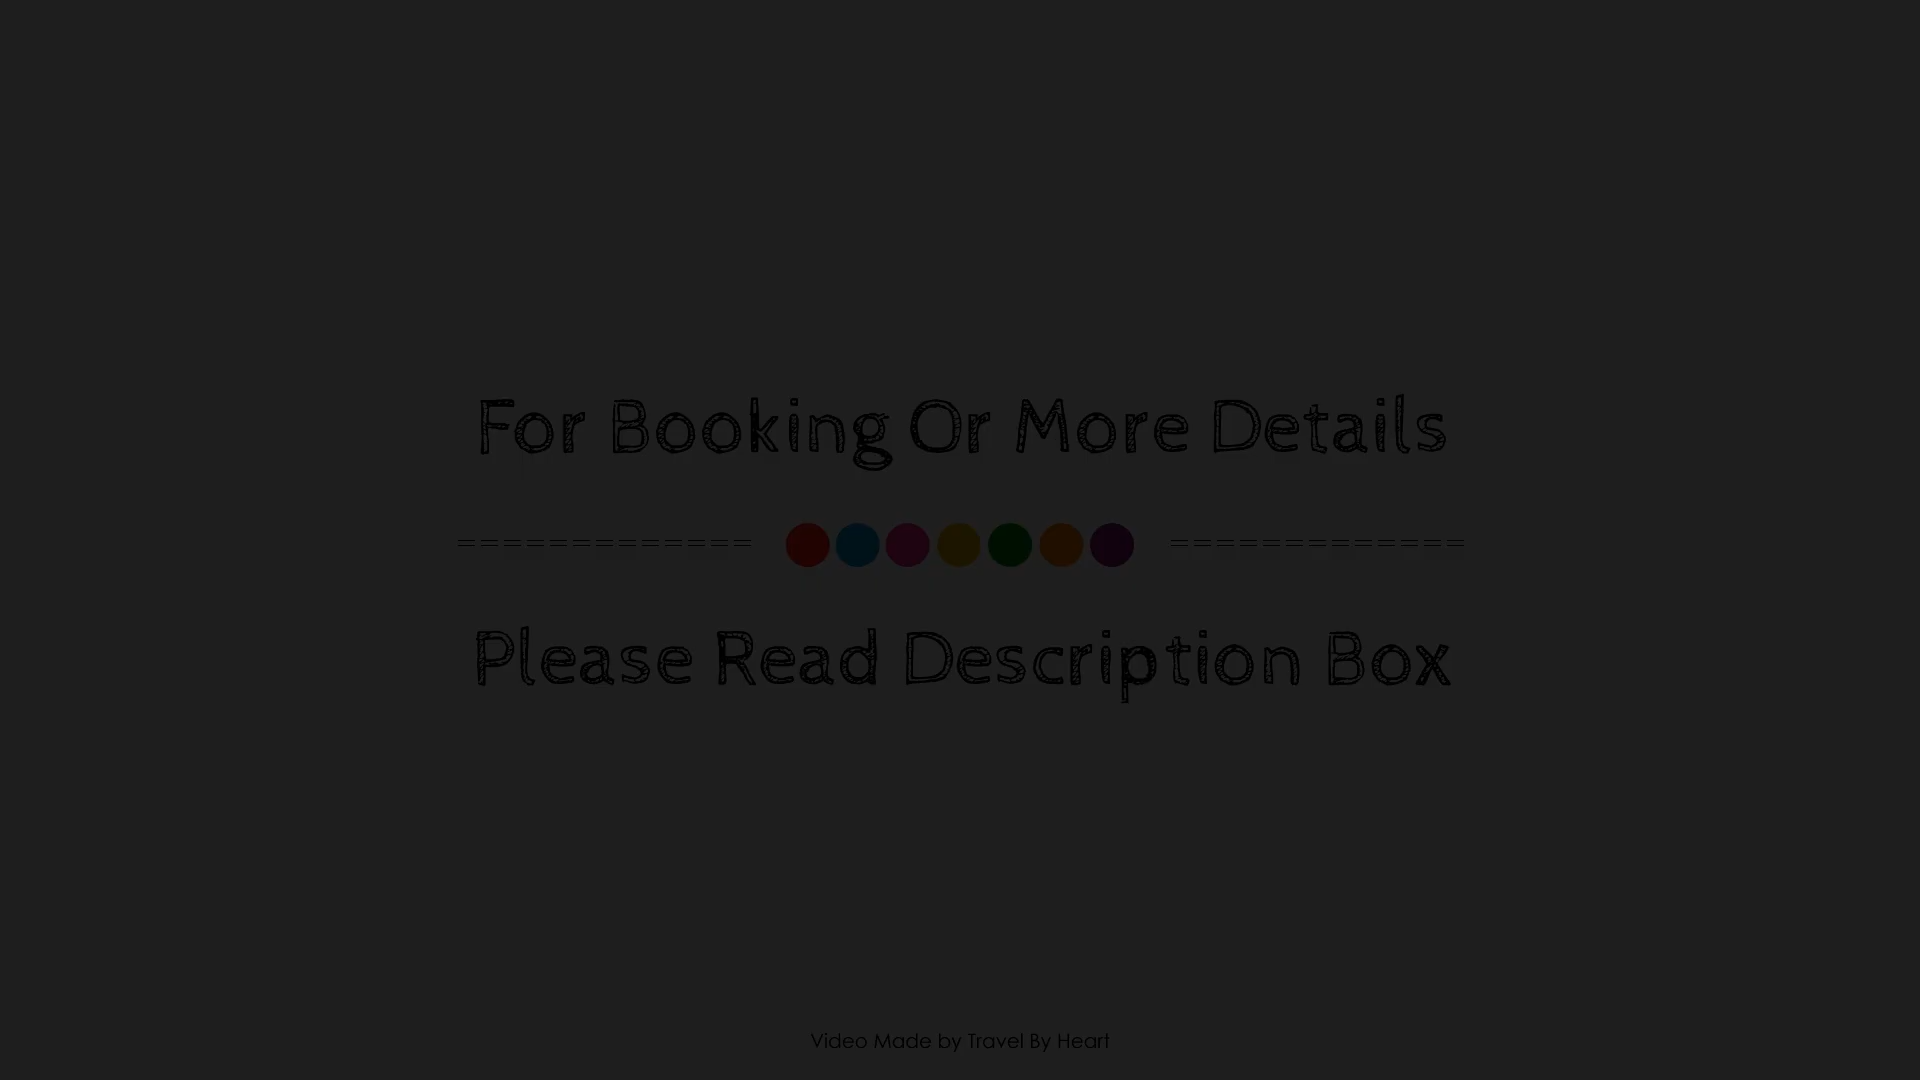 For Booking Or More Details
============= =============
Please Read Description Box
Video Made by Travel By Heart